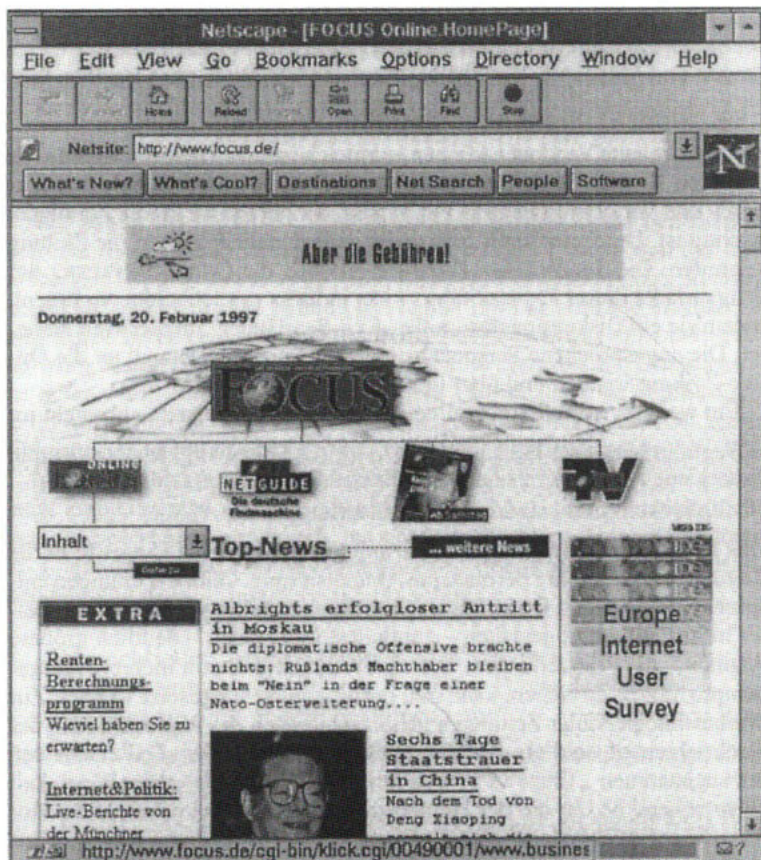 Netscape - [FOCUS Online.HomePage]
File Edit View Go Bookmarks Options Directory Window Help
Home Reload Open Print Find Stop
Netsite: http://www.focus.de/
N
What's New? What's Cool? Destinations Net Search People Software
Aber die Gebühren!
Donnerstag, 20. Februar 1997
FOCUS
ONLINE
NETGUIDE
Die deutsche
Findmaschine
TV
Inhalt
Top-News
... weitere News
EXTRA
Renten-
Berechnungs-
programm
Wieviel haben Sie zu
erwarten?
Internet&Politik:
Live-Berichte von
der Münchner
Albrights erfolgloser Antritt
in Moskau
Die diplomatische Offensive brachte
nichts: Rußlands Machthaber bleiben
beim "Nein" in der Frage einer
Nato-Osterweiterung....
Sechs Tage
Staatstrauer
in China
Nach dem Tod von
Deng Xiaoping
Europe
Internet
User
Survey
http://www.focus.de/cgi-bin/klick.cgi/00490001/www.busines